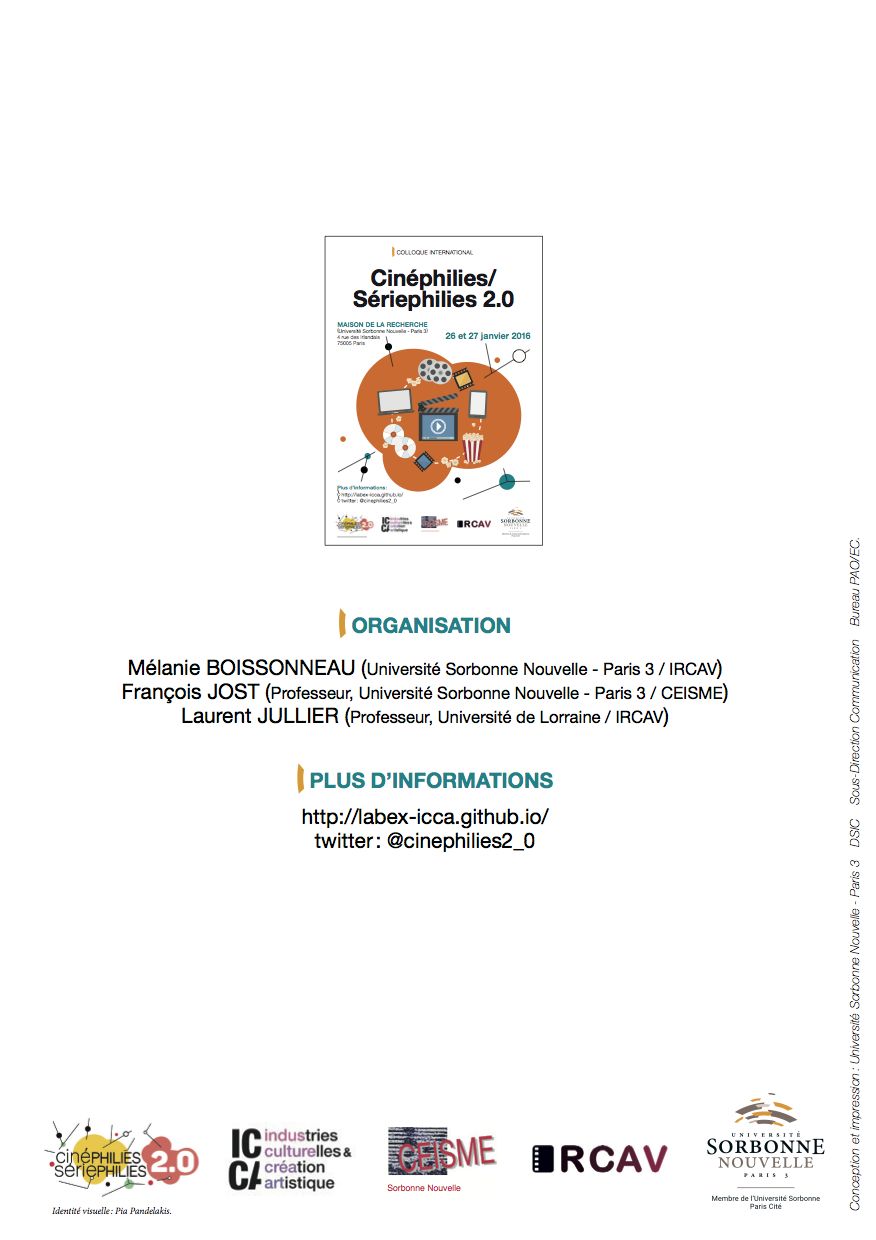 COLLOQUE INTERNATIONAL
Cinéphilies/
Sériephilies 2.0
MAISON DE LA RECHERCHE
4 rue des Irlandais
75005 Paris
26 et 27 janvier 2016
Plus d'informations:
http://labex-icca.github.io/
twitter: @cinephilies2_0
2.0
RCAV
SORBONNE
NOUVELLE
ORGANISATION
Mélanie BOISSONNEAU (Université Sorbonne Nouvelle - Paris 3 / IRCAV)
François JOST (Professeur, Université Sorbonne Nouvelle - Paris 3 / CEISME)
Laurent JULLIER (Professeur, Université de Lorraine / IRCAV)
PLUS D'INFORMATIONS
http://labex-icca.github.io/
twitter: @cinephilies2_0
cinéPHILIES
SÉRIEPHILIES 2.0
Identité visuelle: Pia Pandelakis.
IC
CA
industries
culturelles &
création
artistique
CEISME
Sorbonne Nouvelle
IRCAV
UNIVERSITÉ
SORBONNE
NOUVELLE
PARIS 3
Membre de l'Université Sorbonne
Paris Cité
Conception et impression: Université Sorbonne Nouvelle - Paris 3 DSIC Sous-Direction Communication Bureau PAO/EC.